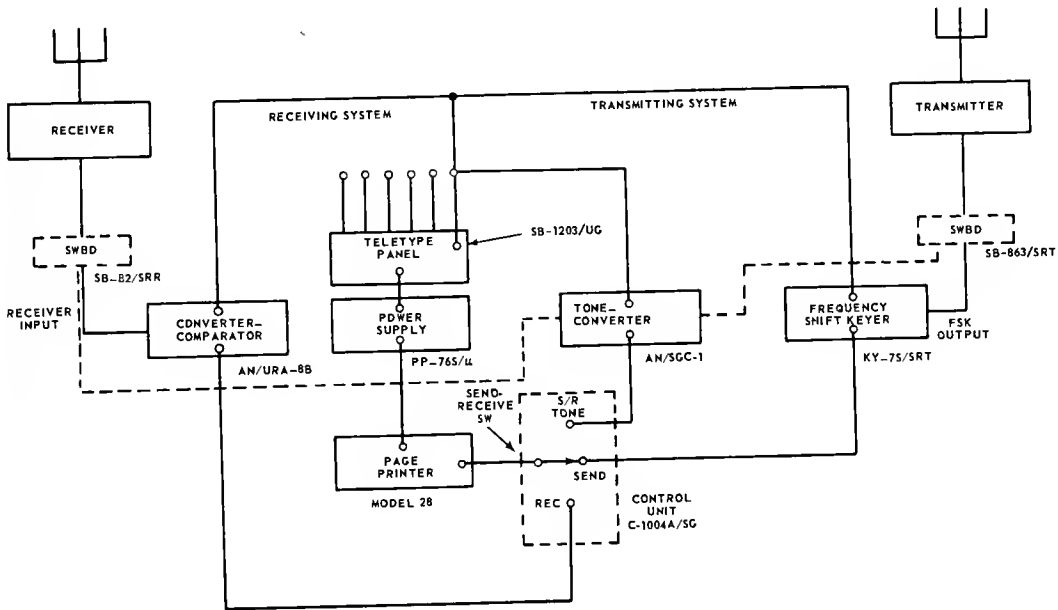 RECEIVER
TRANSMITTER
RECEIVING SYSTEM
TRANSMITTING SYSTEM
SWBD
SB-82/SRR
TELETYPE
PANEL
SB-1203/UG
SWBD
SB-863/SRT
RECEIVER
INPUT
CONVERTER-
COMPARATOR
AN/URA-8B
POWER
SUPPLY
PP-765/u
TONE-
CONVERTER
AN/SGC-1
FREQUENCY
SHIFT KEYER
KY-75/SRT
FSK
OUTPUT
SEND-
RECEIVE
SW
S/R
TONE
PAGE
PRINTER
MODEL 28
SEND
REC
CONTROL
UNIT
C-1004A/SG